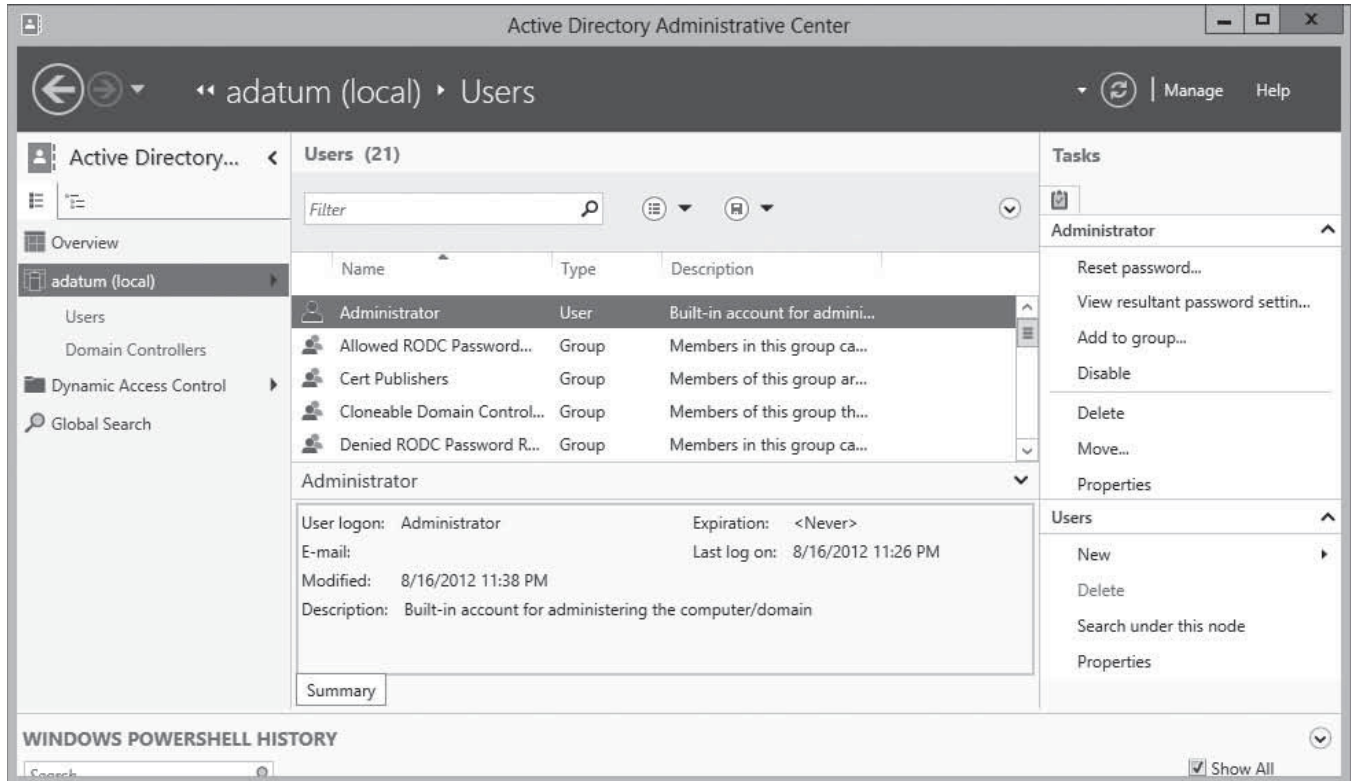 Active Directory Administrative Center
adatum (local) Users
Manage Help
Active Directory...
Overview
adatum (local)
Users
Domain Controllers
Dynamic Access Control
Global Search
Users (21)
Filter
Name Type Description
Administrator User Built-in account for admini...
Allowed RODC Password... Group Members in this group ca...
Cert Publishers Group Members of this group ar...
Cloneable Domain Control... Group Members of this group th...
Denied RODC Password R... Group Members in this group ca...
Administrator
User logon: Administrator Expiration: <Never>
E-mail: Last log on: 8/16/2012 11:26 PM
Modified: 8/16/2012 11:38 PM
Description: Built-in account for administering the computer/domain
Summary
Tasks
Administrator
Reset password...
View resultant password settin...
Add to group...
Disable
Delete
Move...
Properties
Users
New
Delete
Search under this node
Properties
WINDOWS POWERSHELL HISTORY
Search
Show All